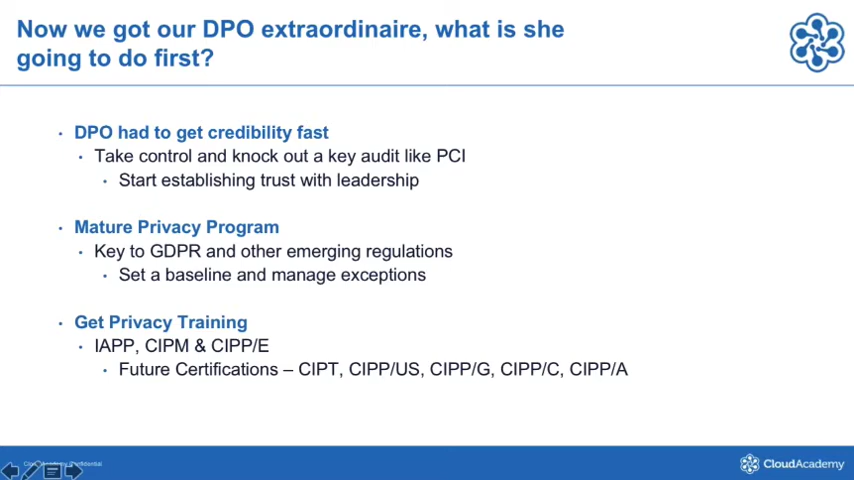 Now we got our DPO extraordinaire, what is she
going to do first?
• DPO had to get credibility fast
• Take control and knock out a key audit like PCI
• Start establishing trust with leadership
• Mature Privacy Program
• Key to GDPR and other emerging regulations
• Set a baseline and manage exceptions
• Get Privacy Training
• IAPP, CIPM & CIPP/E
• Future Certifications – CIPT, CIPP/US, CIPP/G, CIPP/C, CIPP/A
Confidential
CloudAcademy